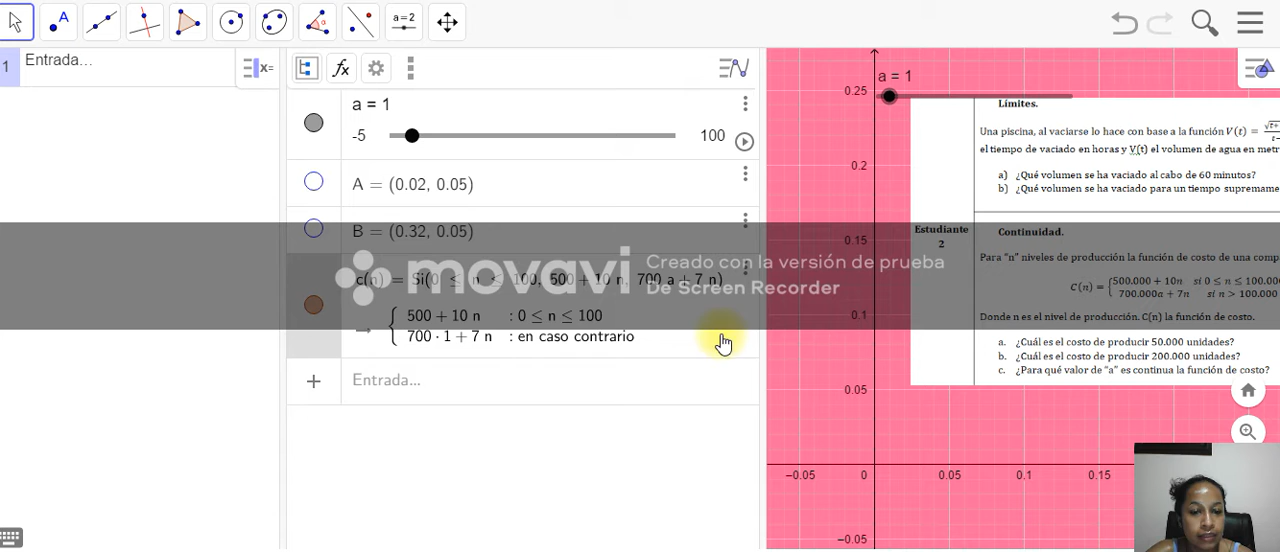 a=2
1
Entrada...
x=
fx
a = 1
-5
100
A = (0.02, 0.05)
B = (0.32, 0.05)
c(n) = Si(0 ≤ n ≤ 100, 500 + 10 n, 700 a + 7 n)
→ { 500 + 10 n : 0 ≤ n ≤ 100
700 · 1 + 7 n : en caso contrario
Entrada...
movavi
Creado con la versión de prueba
De Screen Recorder
a = 1
0.25
0.2
0.15
0.1
0.05
0
-0.05
-0.05
0.05
0.1
0.15
Límites.
Una piscina, al vaciarse lo hace con base a la función V(t) =
el tiempo de vaciado en horas y V(t) el volumen de agua en metr
a) ¿Qué volumen se ha vaciado al cabo de 60 minutos?
b) ¿Qué volumen se ha vaciado para un tiempo supremame
Estudiante
2
Continuidad.
Para "n" niveles de producción la función de costo de una comp
C(n) = { 500.000 + 10n si 0 ≤ n ≤ 100.00
700.000a + 7n si n > 100.000
Donde n es el nivel de producción. C(n) la función de costo.
a. ¿Cuál es el costo de producir 50.000 unidades?
b. ¿Cuál es el costo de producir 200.000 unidades?
c. ¿Para qué valor de "a" es continua la función de costo?